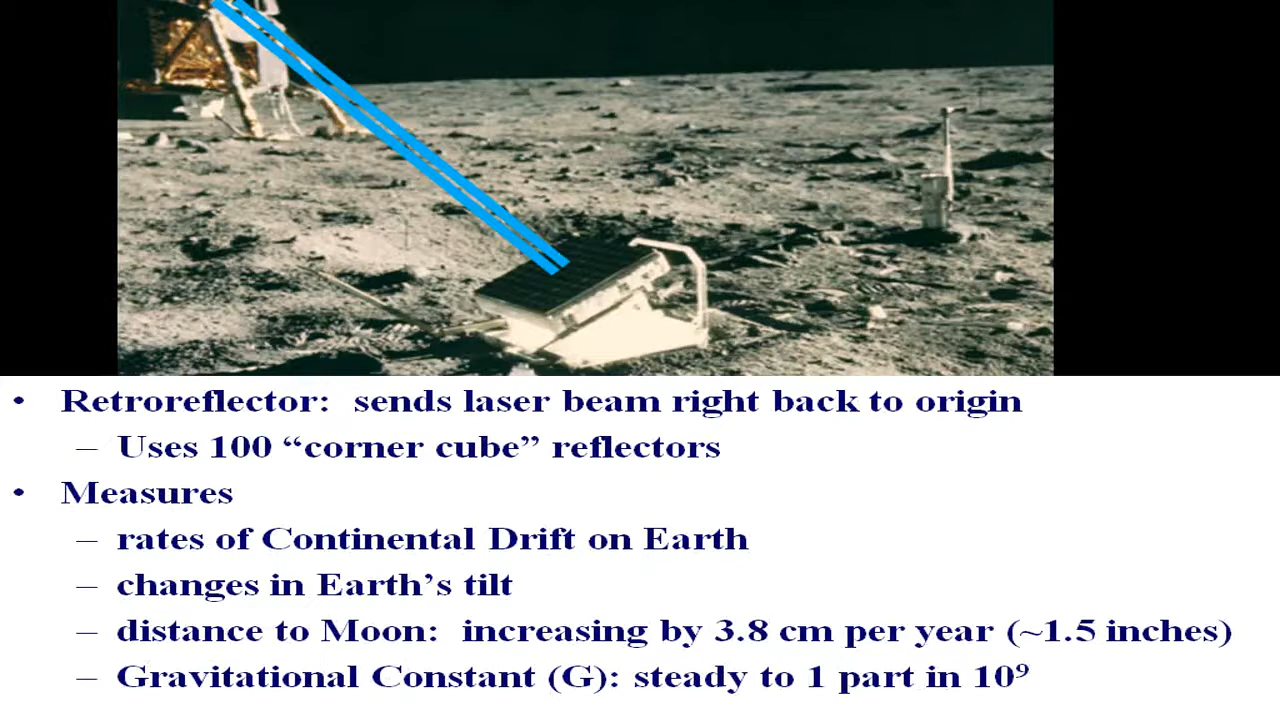 • Retroreflector: sends laser beam right back to origin
– Uses 100 “corner cube” reflectors
• Measures
– rates of Continental Drift on Earth
– changes in Earth’s tilt
– distance to Moon: increasing by 3.8 cm per year (~1.5 inches)
– Gravitational Constant (G): steady to 1 part in 10⁹